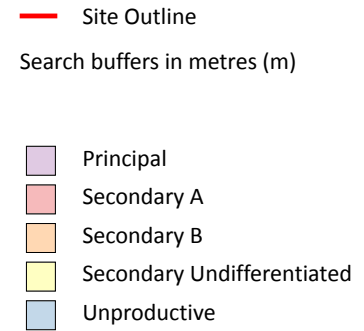 Site Outline
Search buffers in metres (m)
Principal
Secondary A
Secondary B
Secondary Undifferentiated
Unproductive